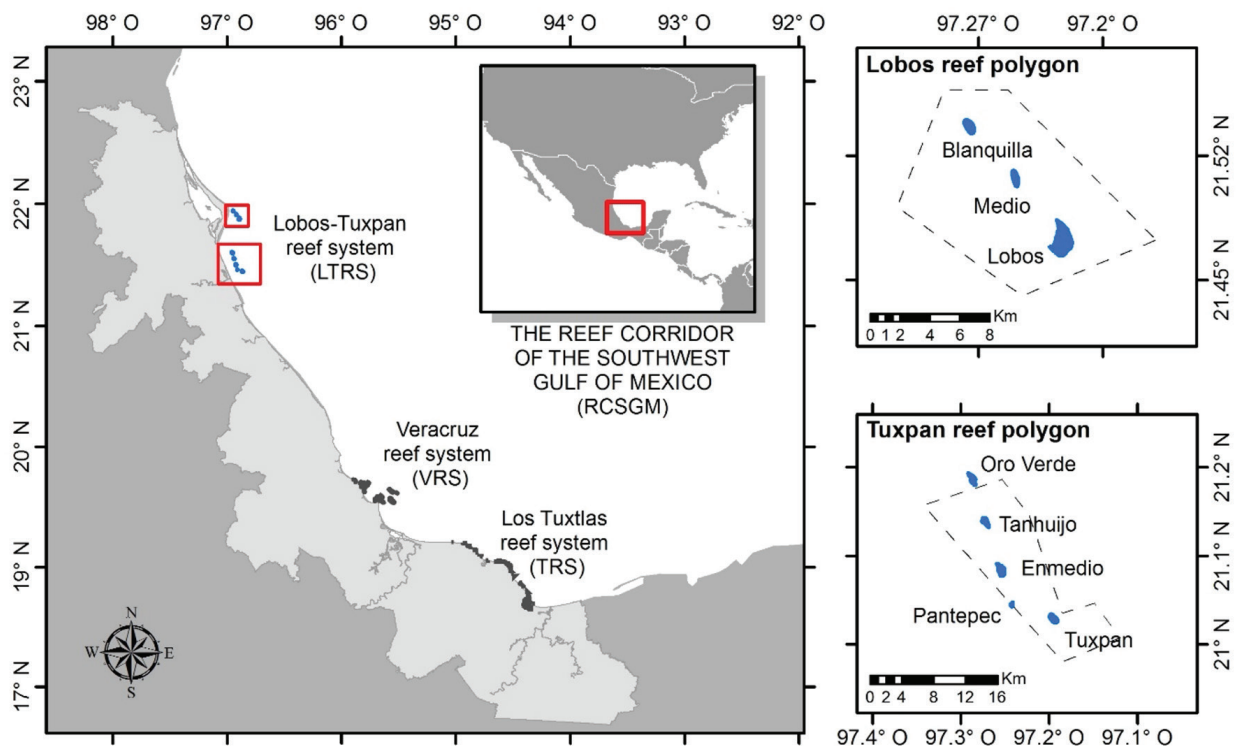 98° O 97° O 96° O 95° O 94° O 93° O 92° O
23° N
22° N
21° N
20° N
19° N
18° N
17° N
Lobos-Tuxpan
reef system
(LTRS)
THE REEF CORRIDOR
OF THE SOUTHWEST
GULF OF MEXICO
(RCSGM)
Veracruz
reef system
(VRS)
Los Tuxtlas
reef system
(TRS)
N
W E
S
97.27° O 97.2° O
Lobos reef polygon
Blanquilla
Medio
Lobos
21.52° N
21.45° N
0 1 2 4 6 8 Km
Tuxpan reef polygon
Oro Verde
Tanhuijo
Enmedio
Pantepec
Tuxpan
21.2° N
21.1° N
21° N
0 2 4 8 12 16 Km
97.4° O 97.3° O 97.2° O 97.1° O